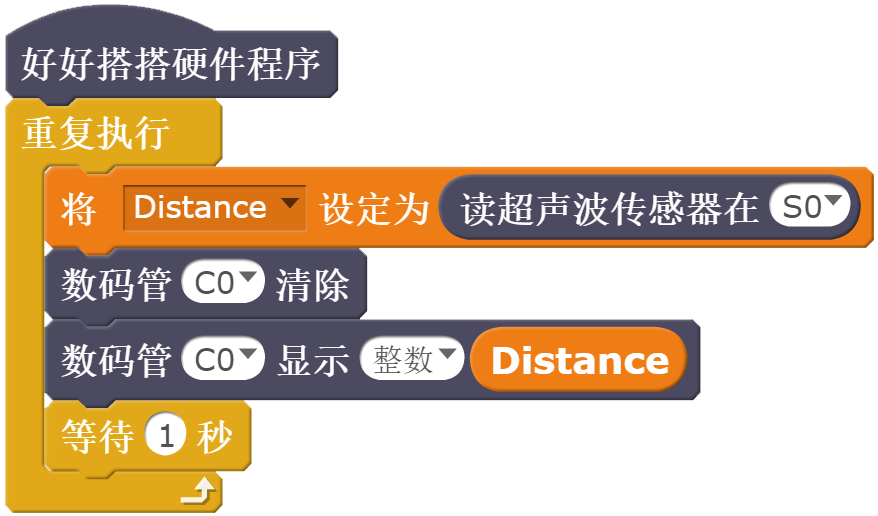 好好搭搭硬件程序
重复执行
将 Distance 设定为 读超声波传感器在 S0
数码管 C0 清除
数码管 C0 显示 整数 Distance
等待 1 秒